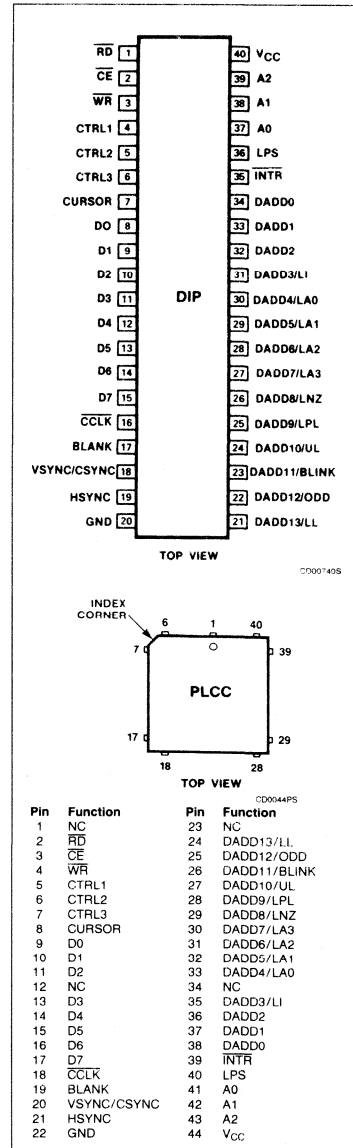 RD 1 40 VCC
CE 2 39 A2
WR 3 38 A1
CTRL1 4 37 A0
CTRL2 5 36 LPS
CTRL3 6 35 INTR
CURSOR 7 34 DADD0
DO 8 33 DADD1
D1 9 32 DADD2
D2 10 31 DADD3/LI
D3 11 DIP 30 DADD4/LA0
D4 12 29 DADD5/LA1
D5 13 28 DADD6/LA2
D6 14 27 DADD7/LA3
D7 15 26 DADD8/LNZ
CCLK 16 25 DADD9/LPL
BLANK 17 24 DADD10/UL
VSYNC/CSYNC 18 23 DADD11/BLINK
HSYNC 19 22 DADD12/ODD
GND 20 21 DADD13/LL
TOP VIEW
CD00740S
INDEX
CORNER
6 1 40
7 39
PLCC
17 29
18 28
TOP VIEW
CD0044PS
Pin Function Pin Function
1 NC 23 NC
2 RD 24 DADD13/LL
3 CE 25 DADD12/ODD
4 WR 26 DADD11/BLINK
5 CTRL1 27 DADD10/UL
6 CTRL2 28 DADD9/LPL
7 CTRL3 29 DADD8/LNZ
8 CURSOR 30 DADD7/LA3
9 D0 31 DADD6/LA2
10 D1 32 DADD5/LA1
11 D2 33 DADD4/LA0
12 NC 34 NC
13 D3 35 DADD3/LI
14 D4 36 DADD2
15 D5 37 DADD1
16 D6 38 DADD0
17 D7 39 INTR
18 CCLK 40 LPS
19 BLANK 41 A0
20 VSYNC/CSYNC 42 A1
21 HSYNC 43 A2
22 GND 44 VCC